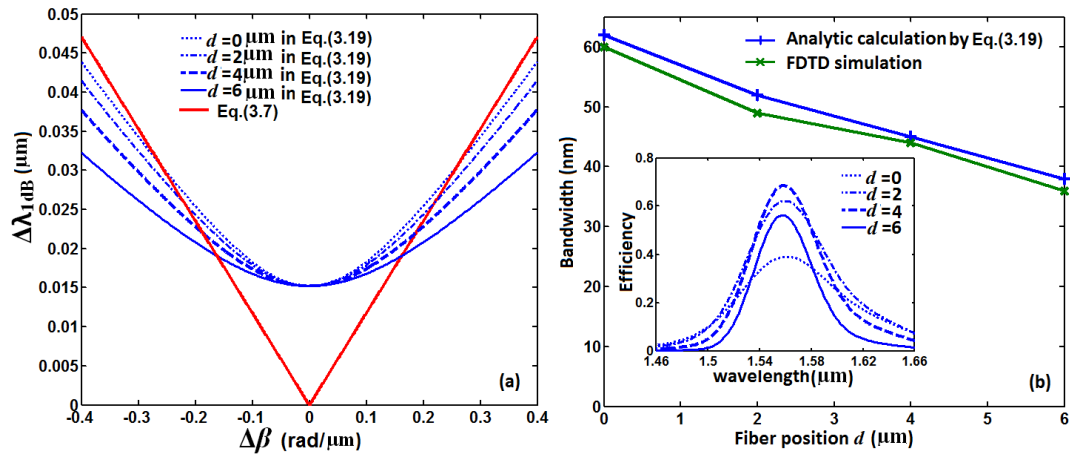 0.05
0.045
0.04
0.035
0.03
0.025
0.02
0.015
0.01
0.005
0
-0.4 -0.3 -0.2 -0.1 0 0.1 0.2 0.3 0.4
Δλ1dB (μm)
Δβ (rad/μm)
d =0 μm in Eq.(3.19)
d =2μm in Eq.(3.19)
d =4μm in Eq.(3.19)
d =6μm in Eq.(3.19)
Eq.(3.7)
(a)
60
50
40
30
20
10
0
0 1 2 3 4 5 6
Bandwidth (nm)
Fiber position d (μm)
Analytic calculation by Eq.(3.19)
FDTD simulation
0.8
0.6
0.4
0.2
0
1.46 1.5 1.54 1.58 1.62 1.66
Efficiency
wavelength(μm)
d =0
d =2
d =4
d =6
(b)